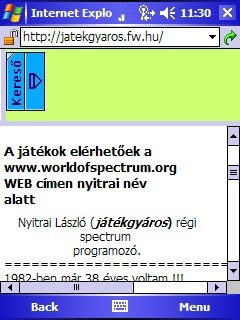 Internet Explo 11:30
http://jatekgyaros.fw.hu/
Kereső
A játékok elérhetőek a
www.worldofspectrum.org
WEB címen nyitrai név
alatt
Nyitrai László (játékgyáros) régi
spectrum
programozó.
==============================
1982-ben már 38 éves voltam !!!
Back Menu